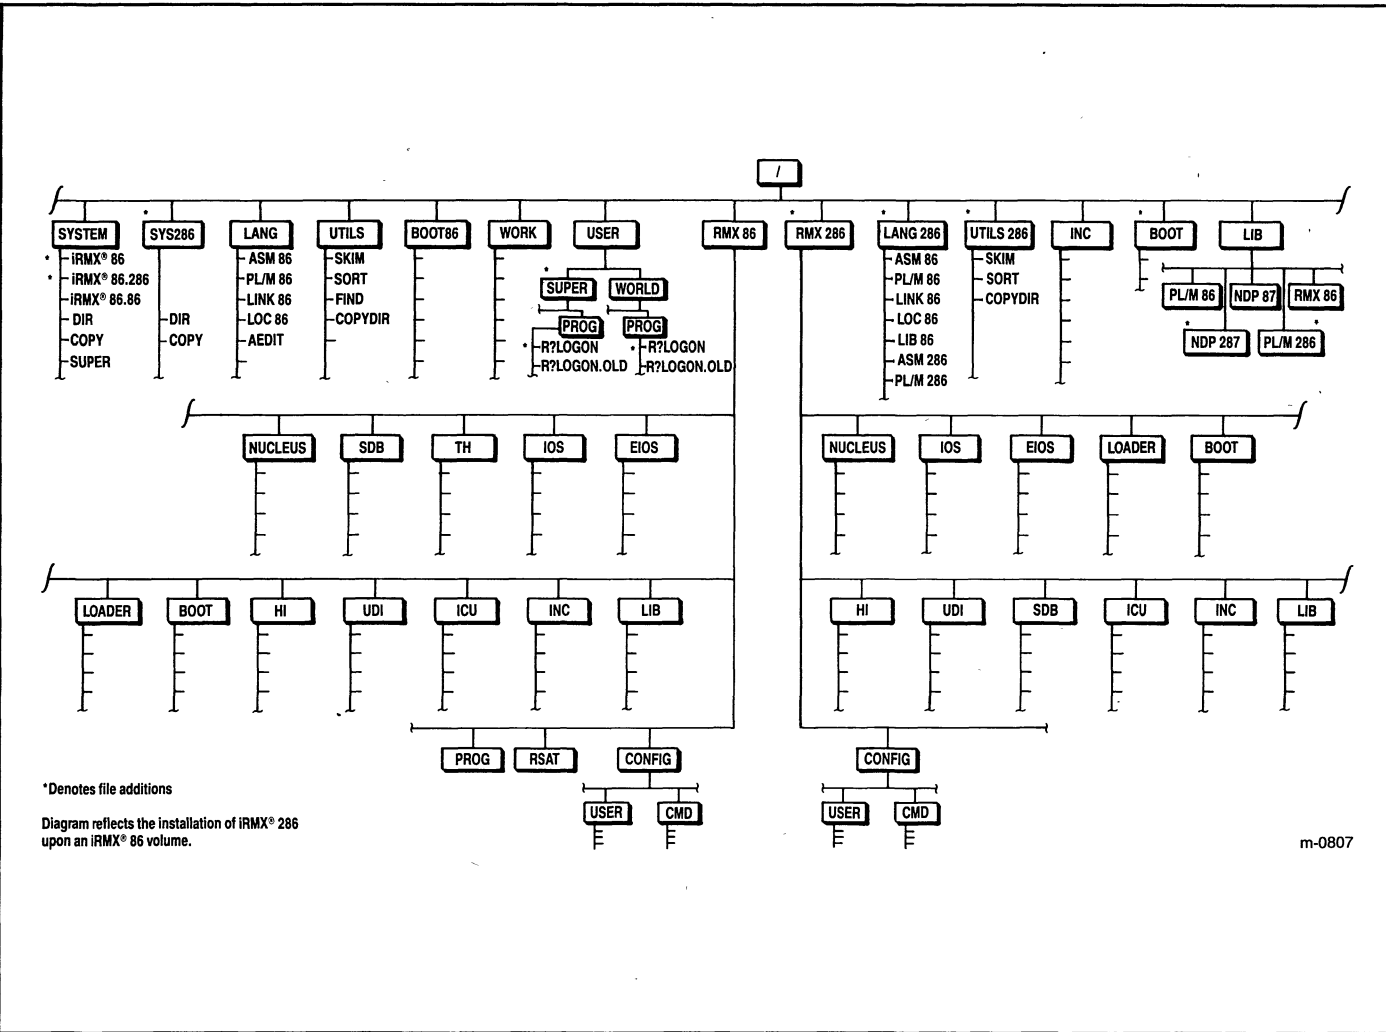 /
SYSTEM * SYS286 LANG UTILS BOOT86 WORK USER RMX 86 * RMX 286 * LANG 286 * UTILS 286 INC * BOOT LIB
* iRMX® 86 ASM 86 SKIM ASM 86 SKIM
* iRMX® 86.286 PL/M 86 SORT * SUPER WORLD PL/M 86 SORT PL/M 86 NDP 87 RMX 86
iRMX® 86.86 LINK 86 FIND LINK 86 COPYDIR
DIR DIR LOC 86 COPYDIR PROG PROG LOC 86
COPY COPY AEDIT * R?LOGON * R?LOGON LIB 86 * NDP 287 PL/M 286 *
SUPER R?LOGON.OLD R?LOGON.OLD ASM 286
PL/M 286
NUCLEUS SDB TH IOS EIOS NUCLEUS IOS EIOS LOADER BOOT
LOADER BOOT HI UDI ICU INC LIB HI UDI SDB ICU INC LIB
PROG RSAT CONFIG CONFIG
USER CMD USER CMD
*Denotes file additions
Diagram reflects the installation of iRMX® 286
upon an iRMX® 86 volume.
m-0807